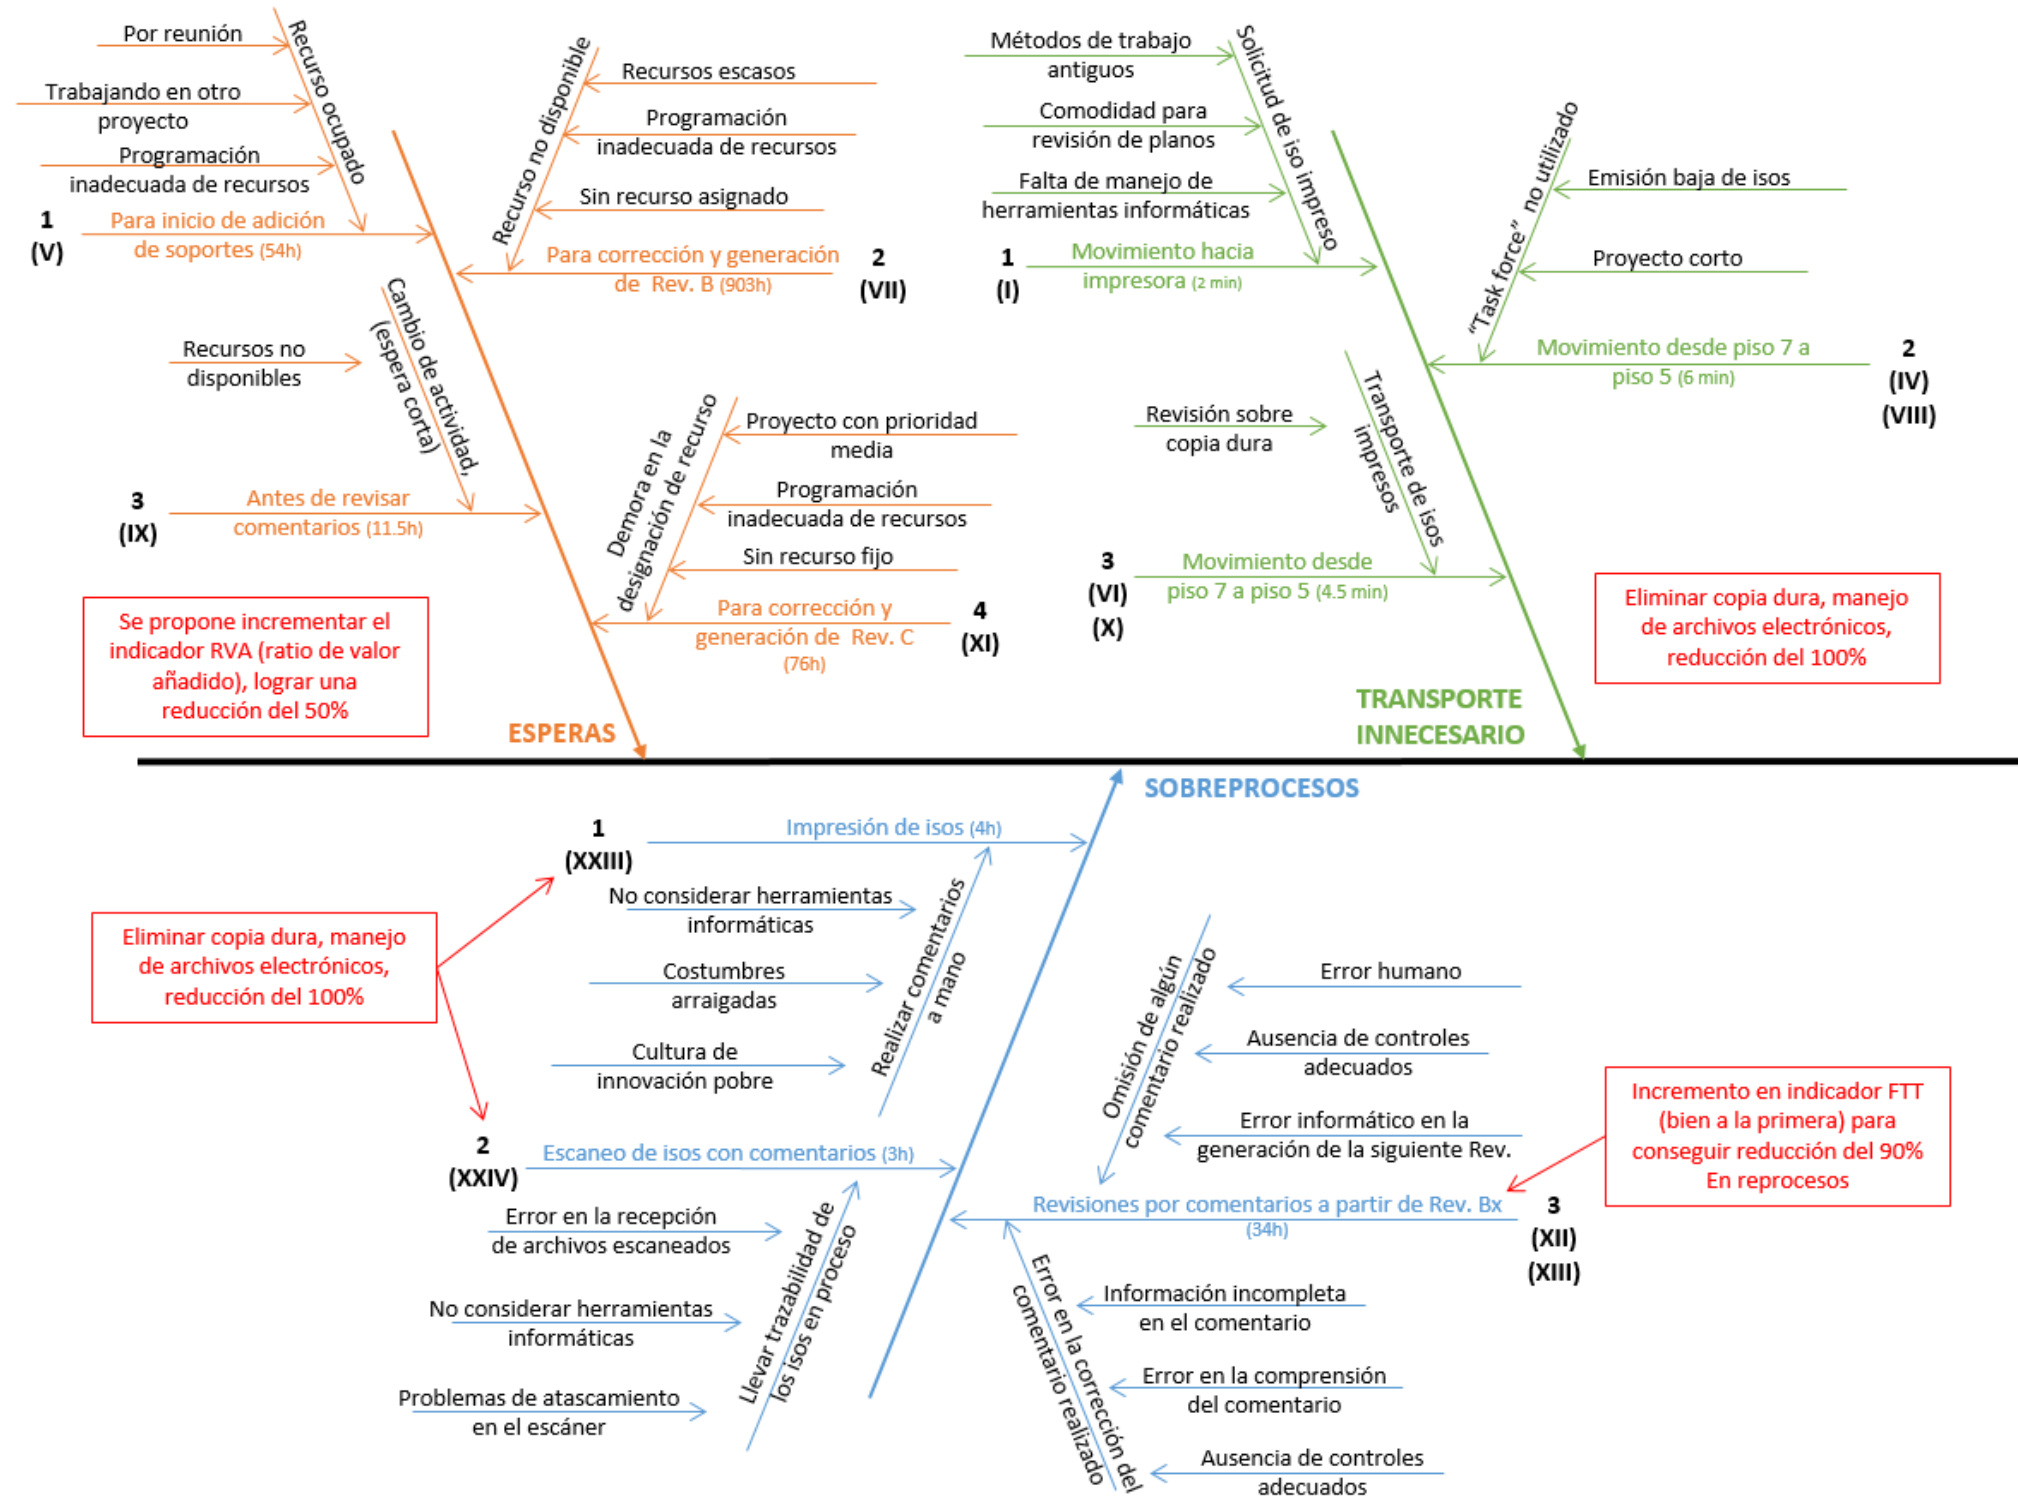 Por reunión
Trabajando en otro
proyecto
Programación
inadecuada de recursos
Recurso ocupado
1
(V)
Para inicio de adición
de soportes (54h)
Recurso no disponible
Recursos escasos
Programación
inadecuada de recursos
Sin recurso asignado
Para corrección y generación
de Rev. B (903h)
2
(VII)
Cambio de actividad,
(espera corta)
Recursos no
disponibles
3
(IX)
Antes de revisar
comentarios (11.5h)
Demora en la
designación de recurso
Proyecto con prioridad
media
Programación
inadecuada de recursos
Sin recurso fijo
Para corrección y
generación de Rev. C
(76h)
4
(XI)
Se propone incrementar el
indicador RVA (ratio de valor
añadido), lograr una
reducción del 50%
ESPERAS
Métodos de trabajo
antiguos
Comodidad para
revisión de planos
Falta de manejo de
herramientas informáticas
Solicitud de iso impreso
1
(I)
Movimiento hacia
impresora (2 min)
“Task force” no utilizado
Emisión baja de isos
Proyecto corto
Movimiento desde piso 7 a
piso 5 (6 min)
2
(IV)
(VIII)
Transporte de isos
impresos
Revisión sobre
copia dura
3
(VI)
(X)
Movimiento desde
piso 7 a piso 5 (4.5 min)
Eliminar copia dura, manejo
de archivos electrónicos,
reducción del 100%
TRANSPORTE
INNECESARIO
SOBREPROCESOS
1
(XXIII)
Impresión de isos (4h)
No considerar herramientas
informáticas
Costumbres
arraigadas
Cultura de
innovación pobre
Realizar comentarios
a mano
Eliminar copia dura, manejo
de archivos electrónicos,
reducción del 100%
2
(XXIV)
Escaneo de isos con comentarios (3h)
Error en la recepción
de archivos escaneados
No considerar herramientas
informáticas
Problemas de atascamiento
en el escáner
Llevar trazabilidad de
los isos en proceso
Omisión de algún
comentario realizado
Error humano
Ausencia de controles
adecuados
Error informático en la
generación de la siguiente Rev.
Revisiones por comentarios a partir de Rev. Bx
(34h)
3
(XII)
(XIII)
Incremento en indicador FTT
(bien a la primera) para
conseguir reducción del 90%
En reprocesos
Error en la corrección del
comentario realizado
Información incompleta
en el comentario
Error en la comprensión
del comentario
Ausencia de controles
adecuados